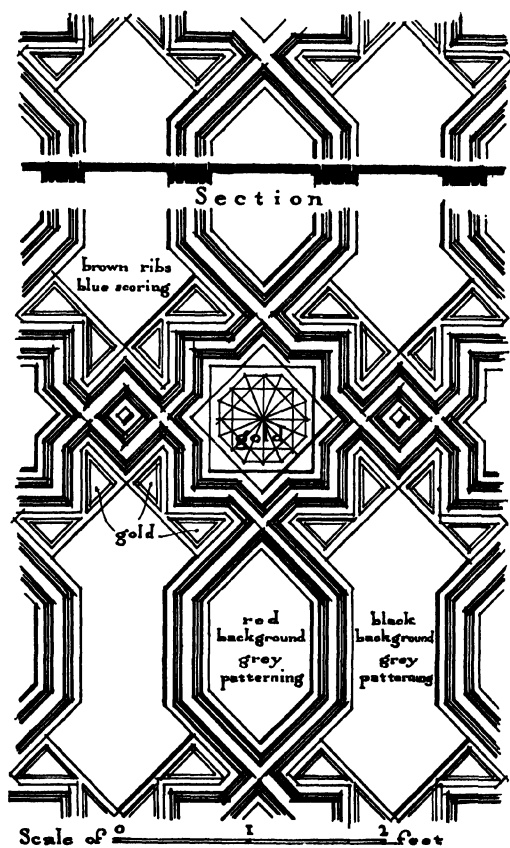 Section
brown ribs
blue scoring
gold
gold
red
background
grey
patterning
black
background
grey
patterning
Scale of 0 1 2 feet